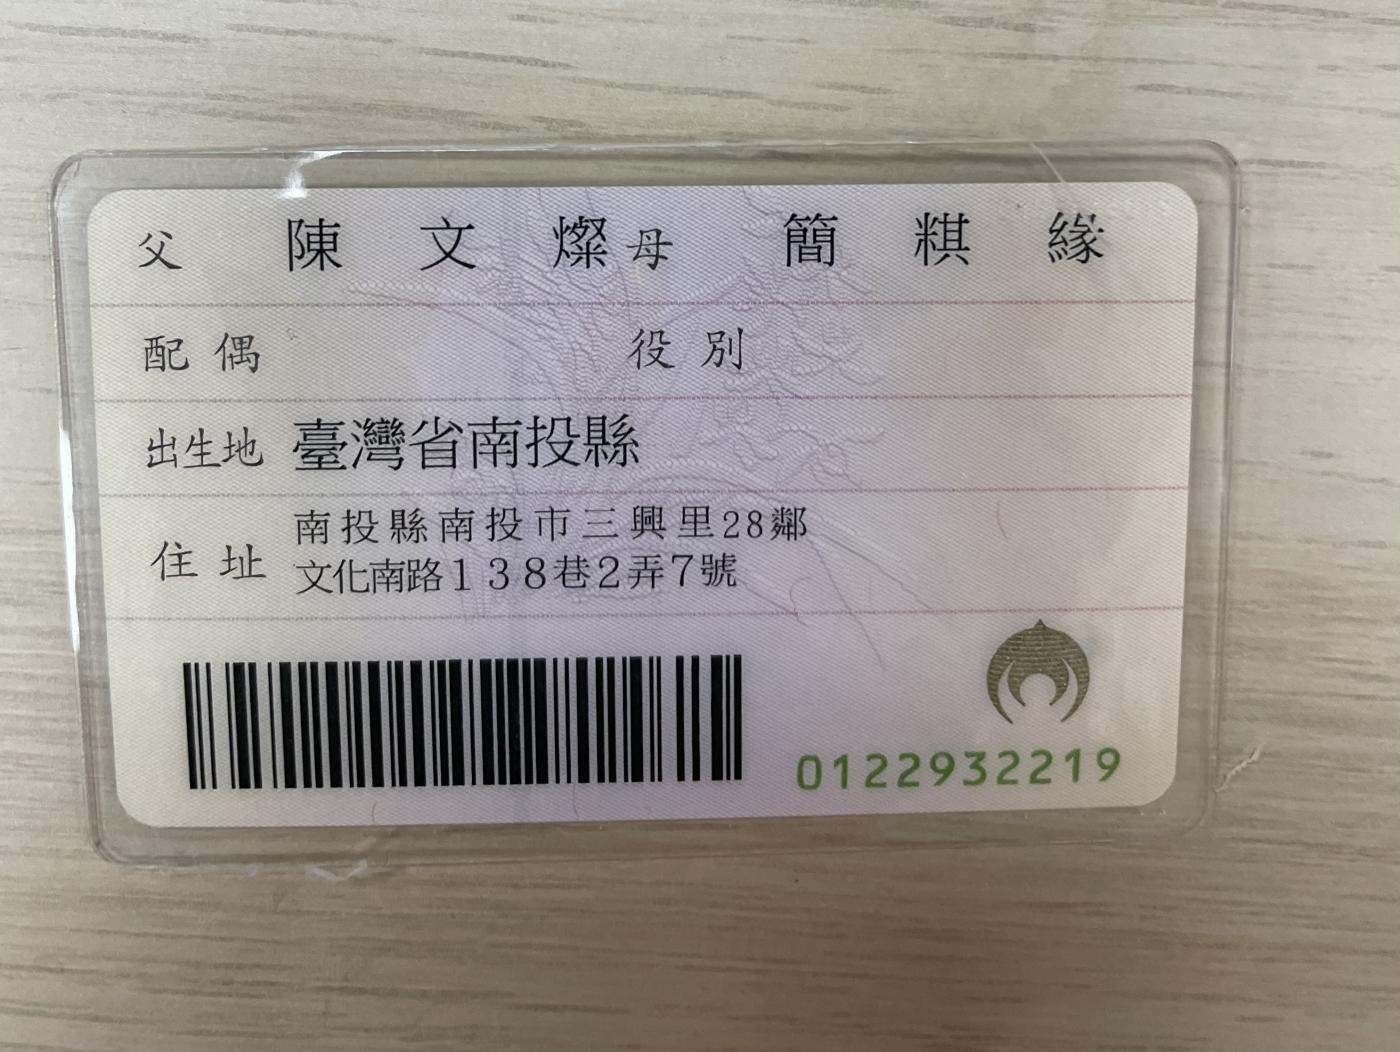 父 陳文燦 母 簡粸緣
配偶 役別
出生地 臺灣省南投縣
住址 南投縣南投市三興里28鄰
文化南路138巷2弄7號
0122932219